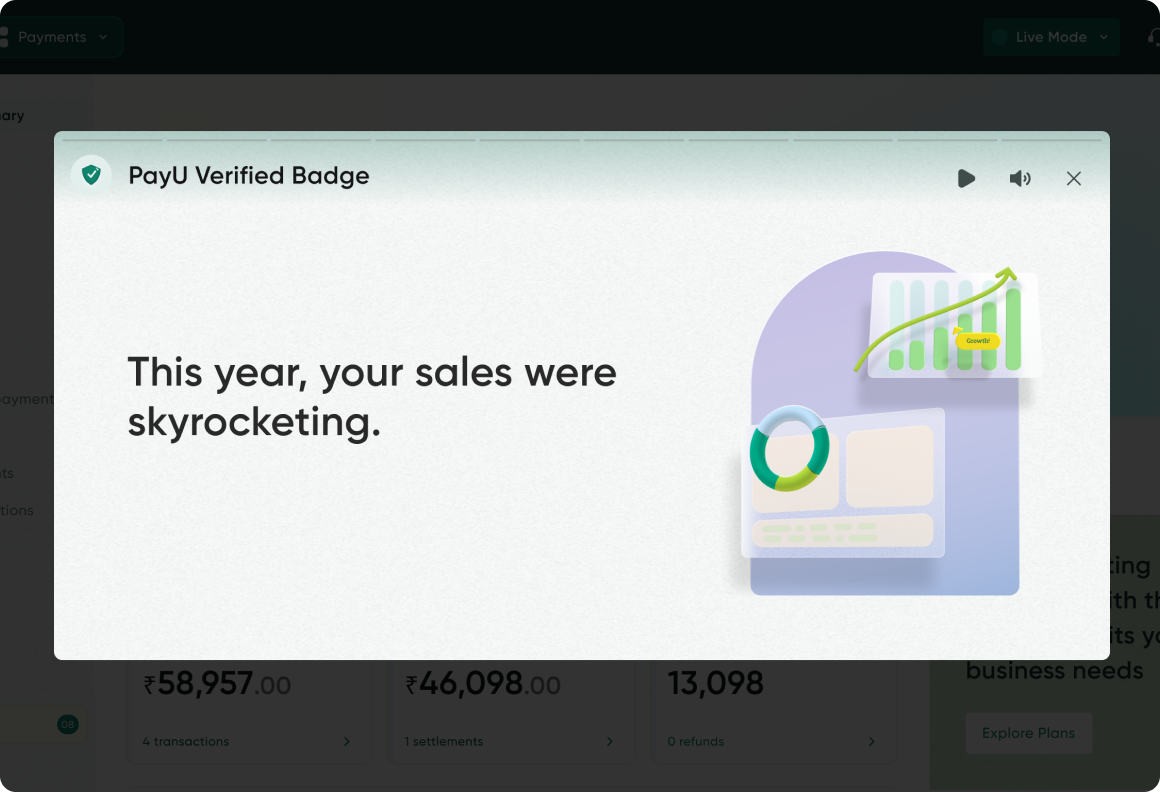 Payments
Live Mode
ary
PayU Verified Badge
This year, your sales were
skyrocketing.
Growth!
payment
ts
tions
ting
ith th
its yo
business needs
₹58,957.00
₹46,098.00
13,098
08
4 transactions
1 settlements
0 refunds
Explore Plans